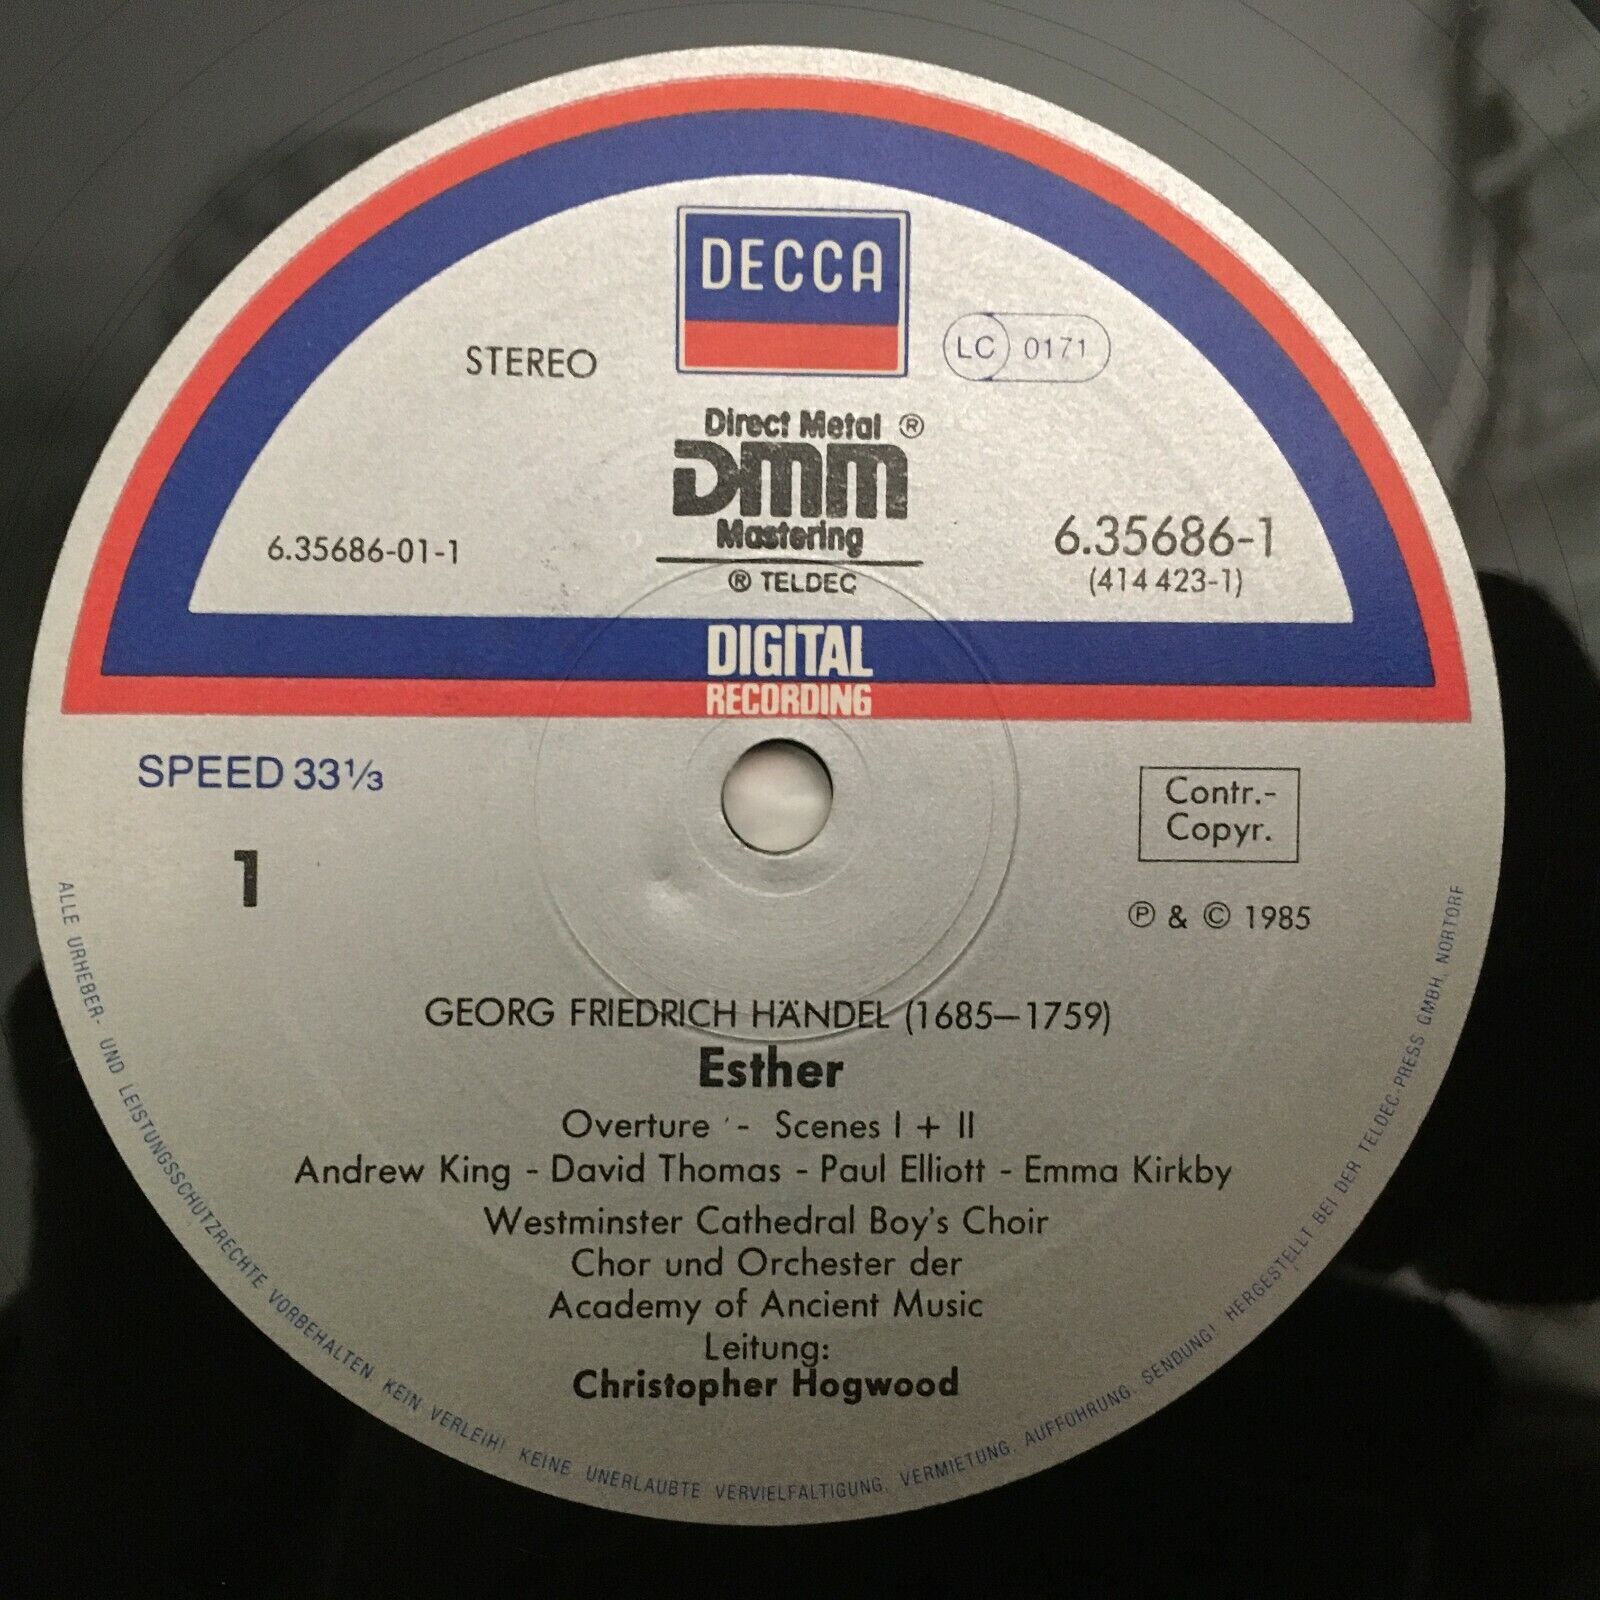 DECCA
STEREO
LC 0171
Direct Metal ®
DMM
Mastering
6.35686-01-1
6.35686-1
(414 423-1)
® TELDEC
DIGITAL
RECORDING
SPEED 33⅓
Contr.-
Copyr.
1
℗ & © 1985
GEORG FRIEDRICH HÄNDEL (1685–1759)
Esther
Overture - Scenes I + II
Andrew King - David Thomas - Paul Elliott - Emma Kirkby
Westminster Cathedral Boy's Choir
Chor und Orchester der
Academy of Ancient Music
Leitung:
Christopher Hogwood
ALLE URHEBER- UND LEISTUNGSSCHUTZRECHTE VORBEHALTEN. KEIN VERLEIH! KEINE UNERLAUBTE VERVIELFÄLTIGUNG, VERMIETUNG, AUFFÜHRUNG, SENDUNG! HERGESTELLT BEI DER TELDEC-PRESS GMBH, NORTORF